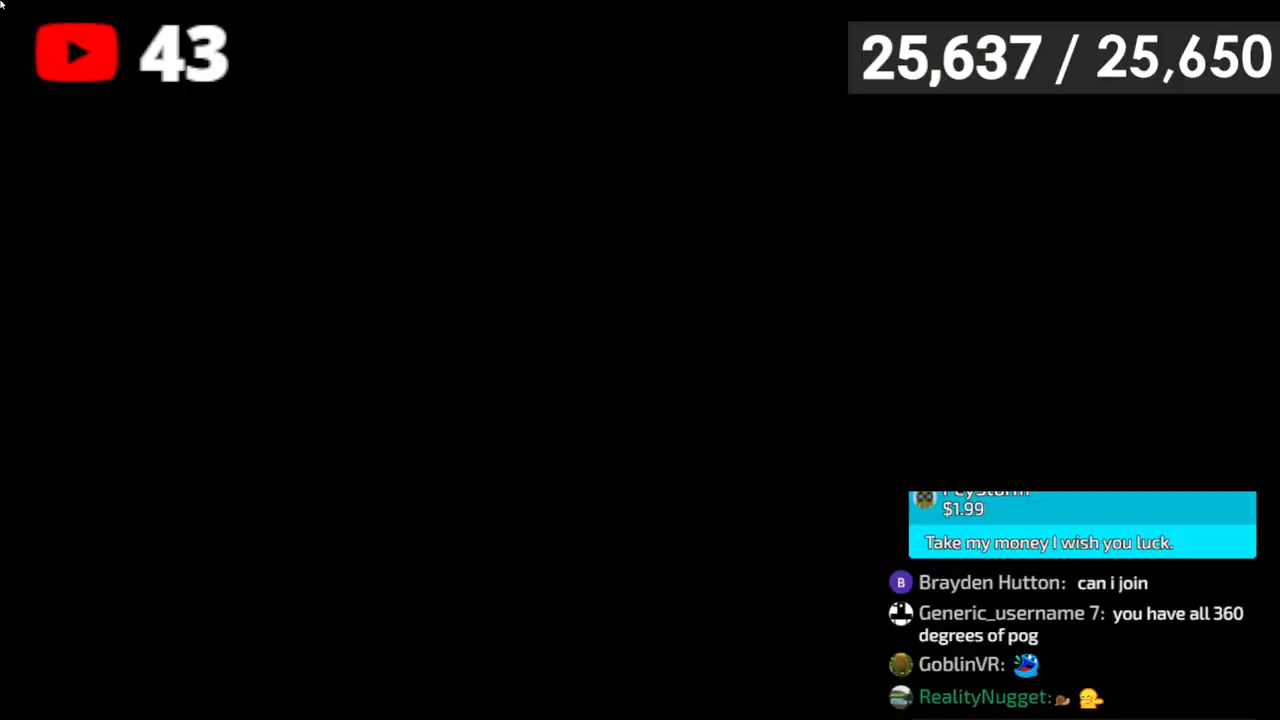 43
25,637 / 25,650
$1.99
Take my money I wish you luck.
Brayden Hutton: can i join
Generic_username 7: you have all 360
degrees of pog
GoblinVR:
RealityNugget: